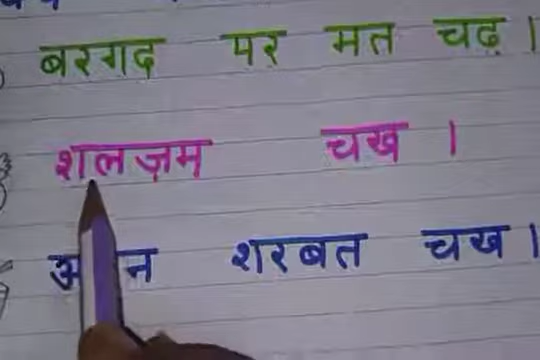 बरगद पर मत चढ़ ।
शलज़म चख ।
शरबत चख ।